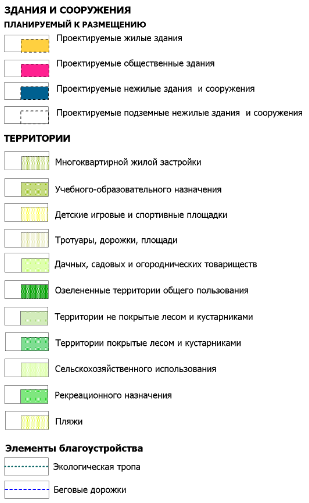 ЗДАНИЯ И СООРУЖЕНИЯ
ПЛАНИРУЕМЫЙ К РАЗМЕЩЕНИЮ
Проектируемые жилые здания
Проектируемые общественные здания
Проектируемые нежилые здания и сооружения
Проектируемые подземные нежилые здания и сооружения
ТЕРРИТОРИИ
Многоквартирной жилой застройки
Учебного-образовательного назначения
Детские игровые и спортивные площадки
Тротуары, дорожки, площади
Дачных, садовых и огороднических товариществ
Озелененные территории общего пользования
Территории не покрытые лесом и кустарниками
Территории покрытые лесом и кустарниками
Сельскохозяйственного использования
Рекреационного назначения
Пляжи
Элементы благоустройства
Экологическая тропа
Беговые дорожки